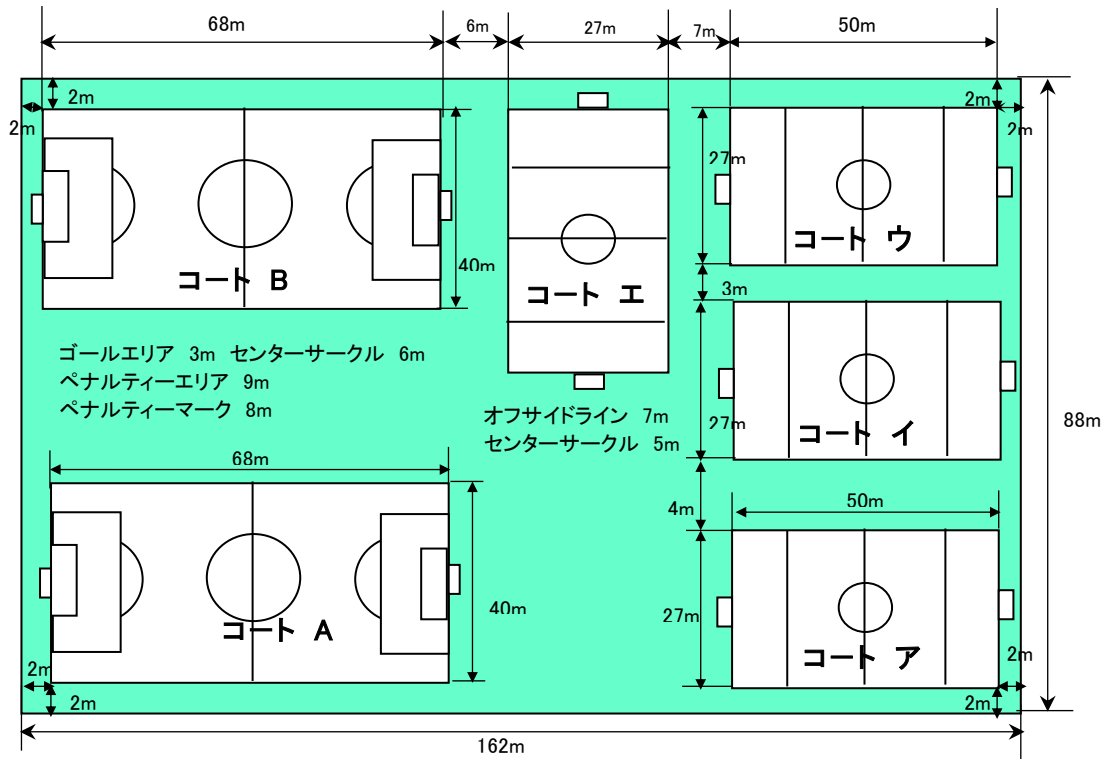 68m
6m
27m
7m
50m
2m
2m
2m
2m
27m
コート ウ
コート B
40m
コート エ
3m
ゴールエリア 3m センターサークル 6m
ペナルティーエリア 9m
ペナルティーマーク 8m
オフサイドライン 7m
センターサークル 5m
27m
コート イ
88m
68m
4m
50m
40m
27m
コート A
コート ア
2m
2m
2m
2m
162m